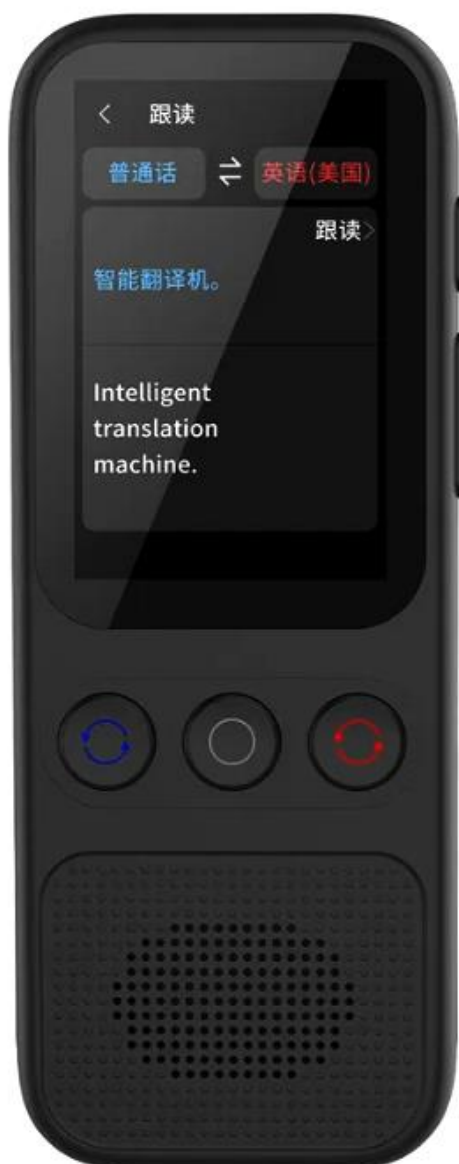 跟读
普通话 英语(美国)
跟读
智能翻译机。
Intelligent
translation
machine.